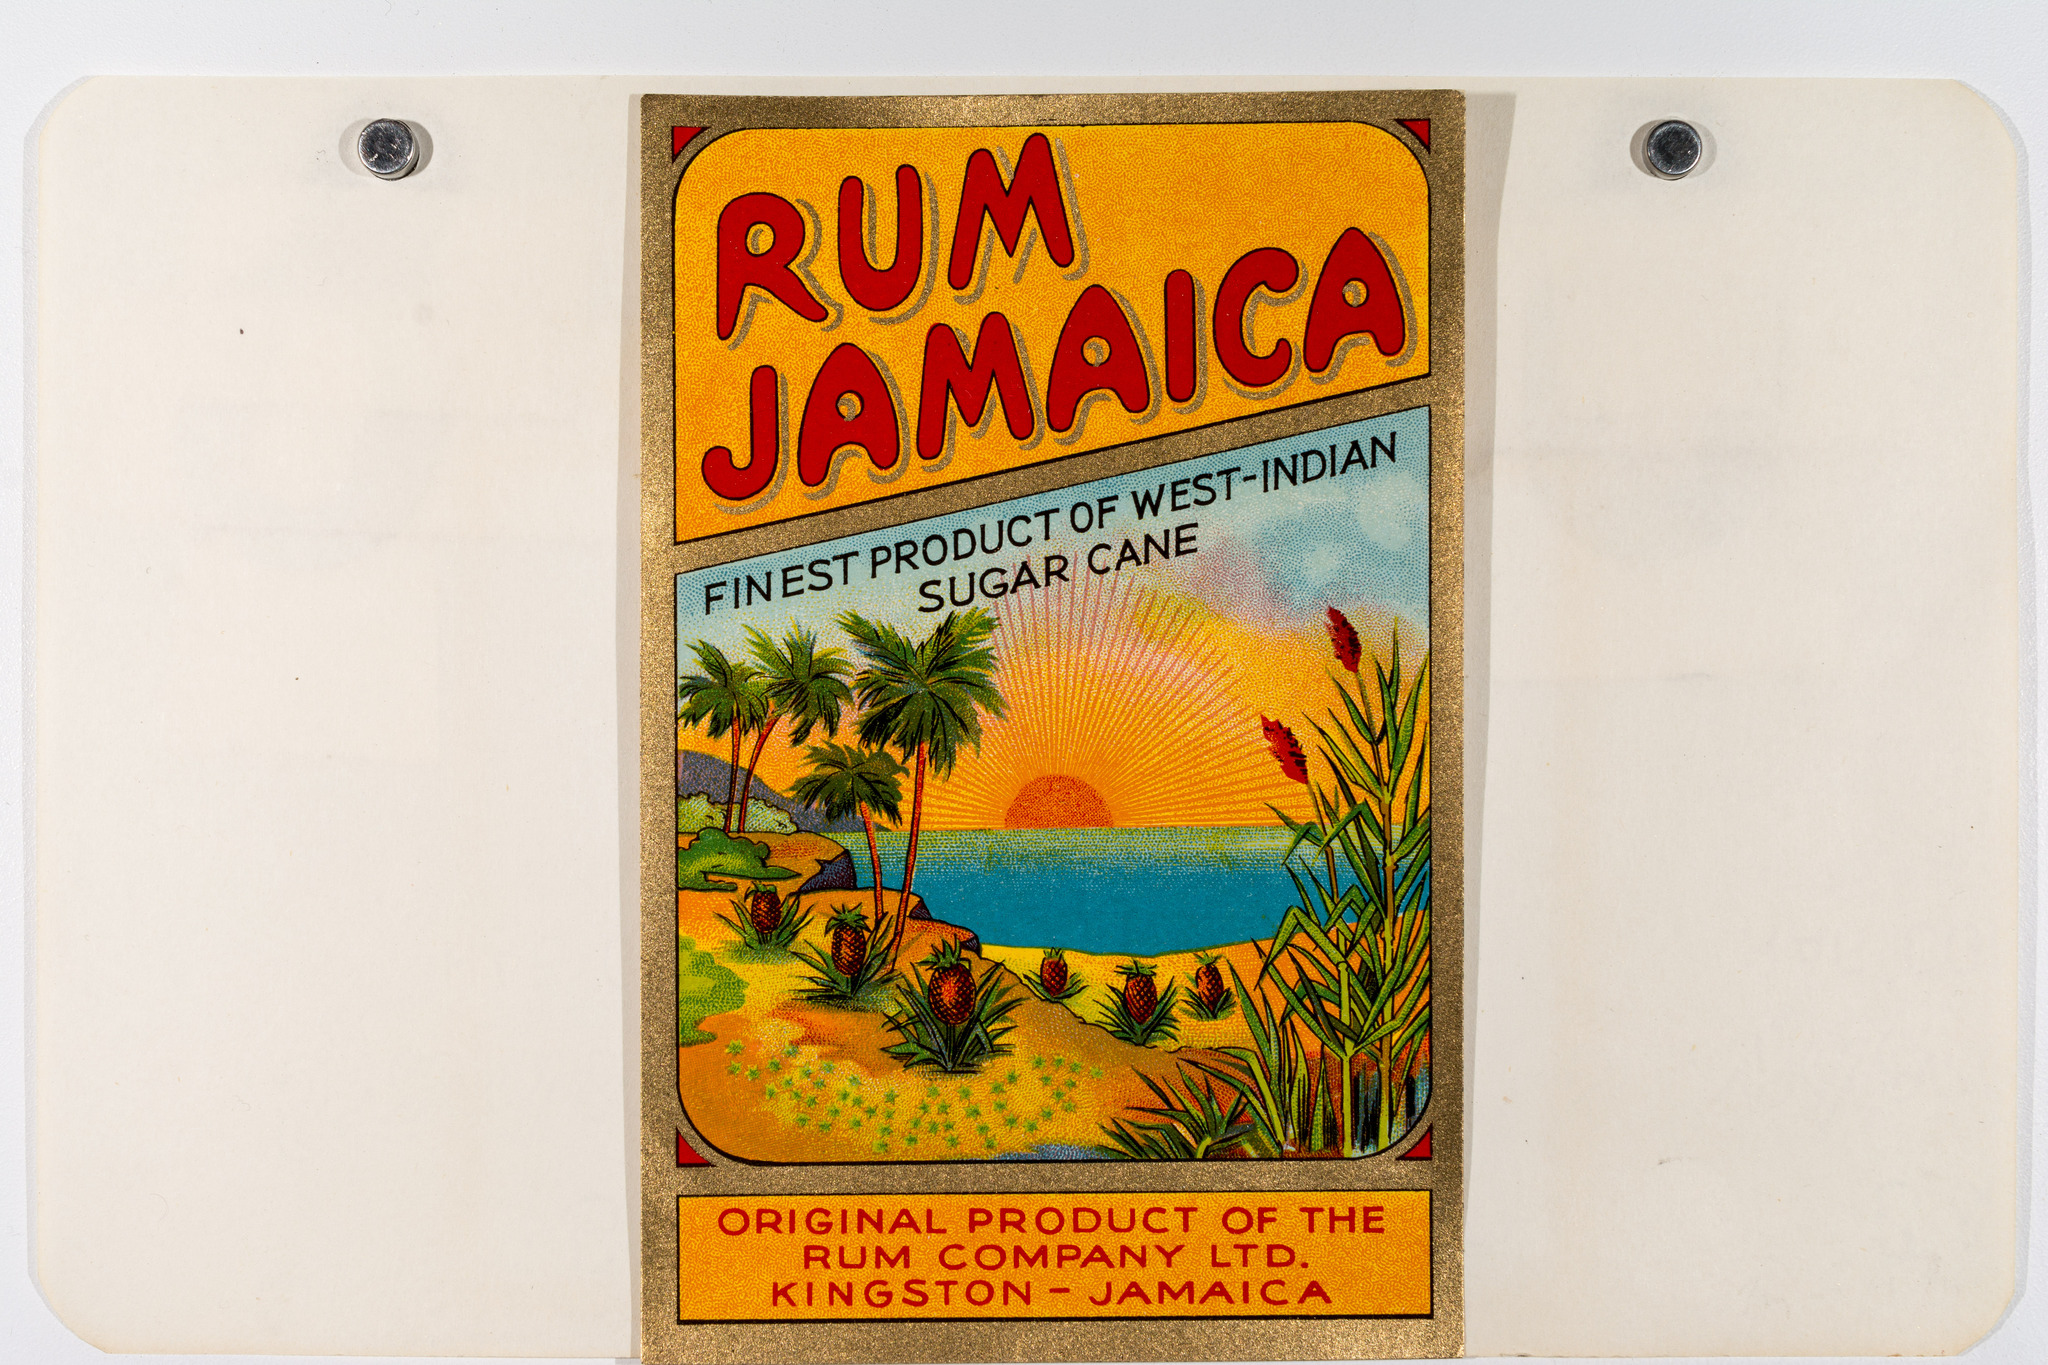 RUM
JAMAICA
FINEST PRODUCT OF WEST-INDIAN
SUGAR CANE
ORIGINAL PRODUCT OF THE
RUM COMPANY LTD.
KINGSTON – JAMAICA